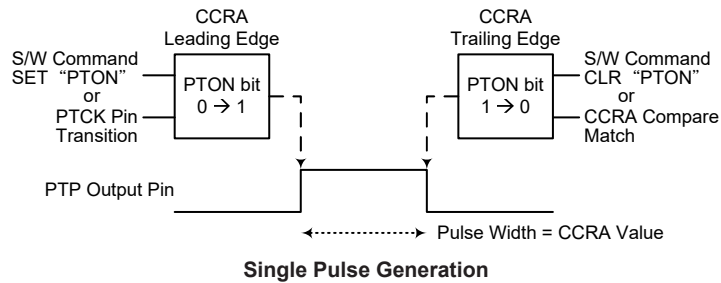 CCRA
Leading Edge
S/W Command
SET “PTON”
or
PTCK Pin
Transition
PTON bit
0 → 1
CCRA
Trailing Edge
PTON bit
1 → 0
S/W Command
CLR “PTON”
or
CCRA Compare
Match
PTP Output Pin
Pulse Width = CCRA Value
Single Pulse Generation